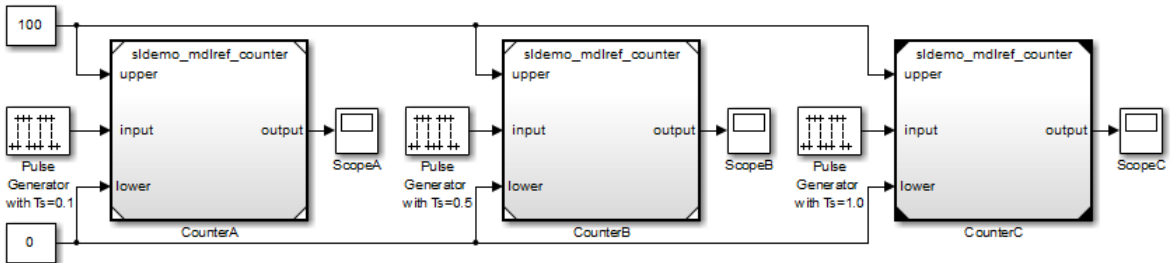 100
sldemo_mdlref_counter
upper
input
output
lower
CounterA
Pulse
Generator
with Ts=0.1
ScopeA
sldemo_mdlref_counter
upper
input
output
lower
CounterB
Pulse
Generator
with Ts=0.5
ScopeB
sldemo_mdlref_counter
upper
input
output
lower
CounterC
Pulse
Generator
with Ts=1.0
ScopeC
0